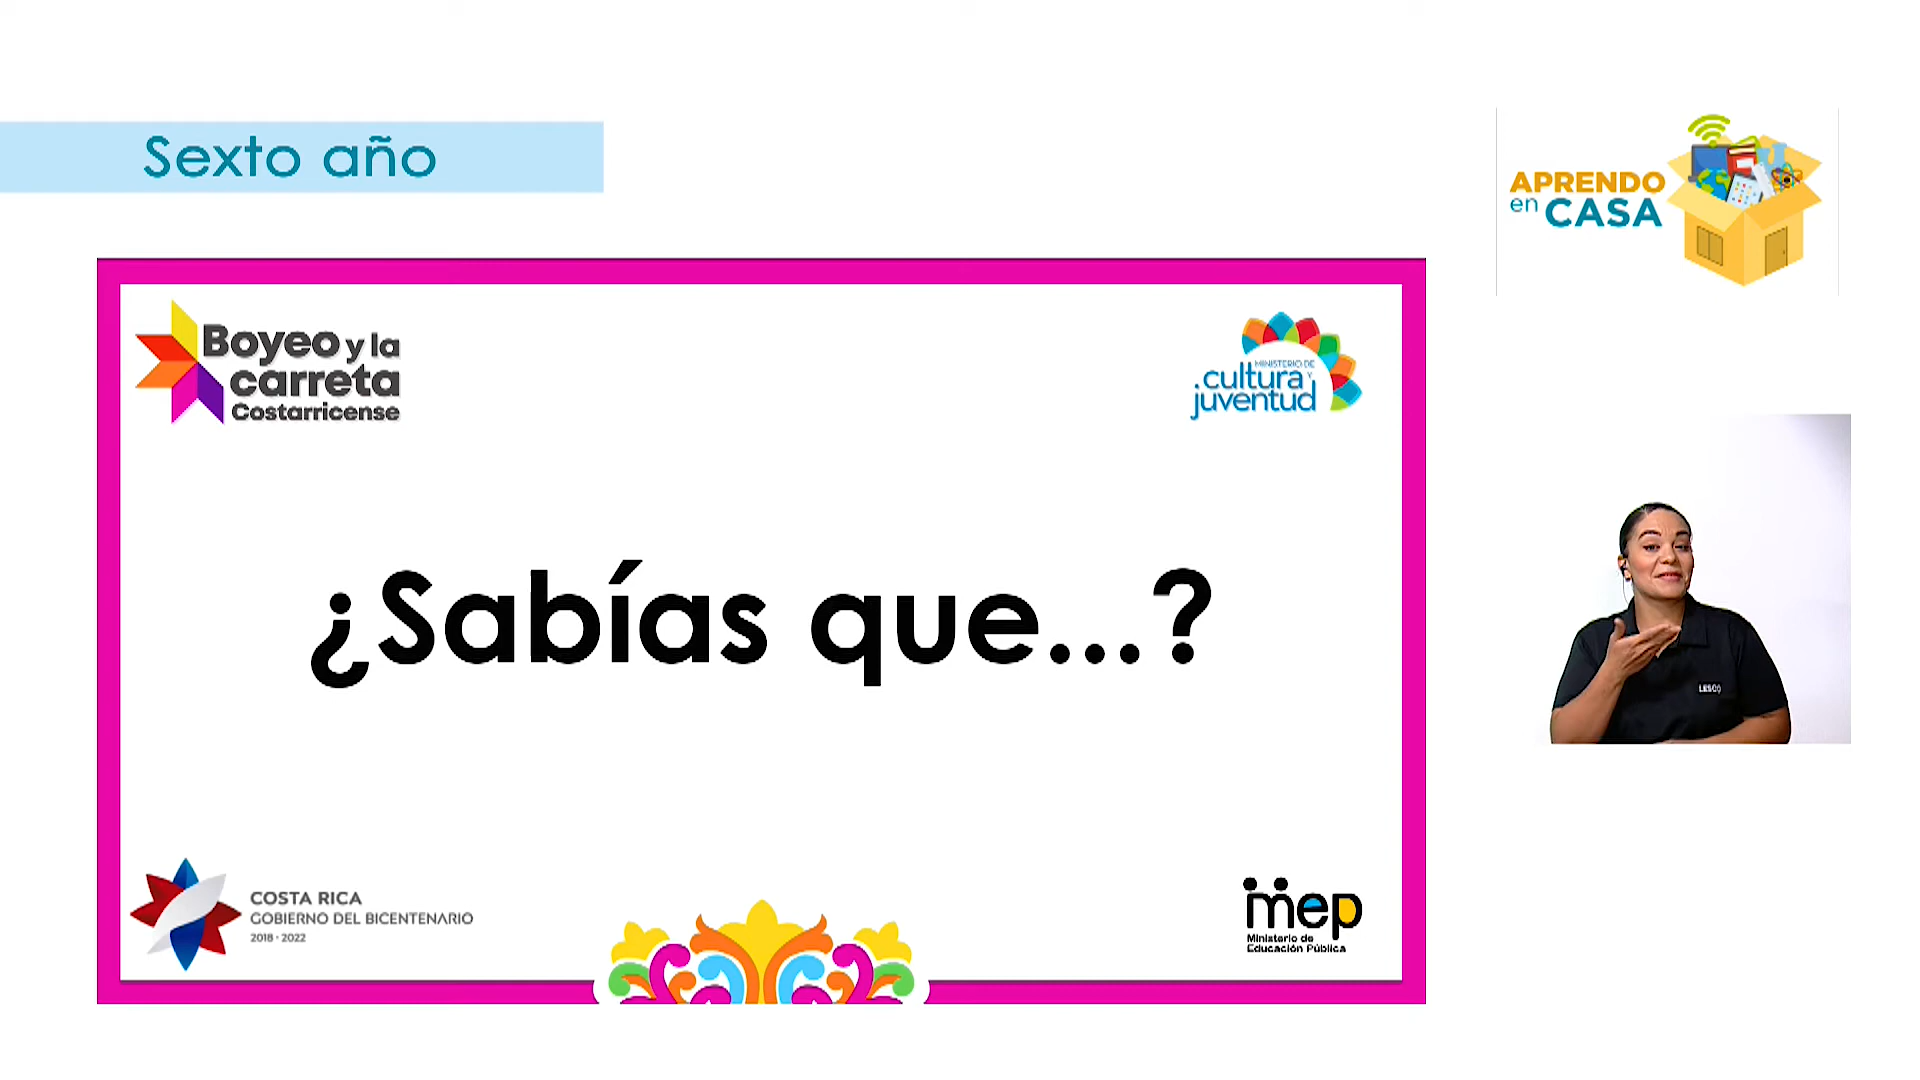 Sexto año
APRENDO
en CASA
Boyeo y la
carreta
Costarricense
MINISTERIO DE
cultura y
juventud
¿Sabías que...?
LESCO
COSTA RICA
GOBIERNO DEL BICENTENARIO
2018 - 2022
mep
Ministerio de
Educación Pública